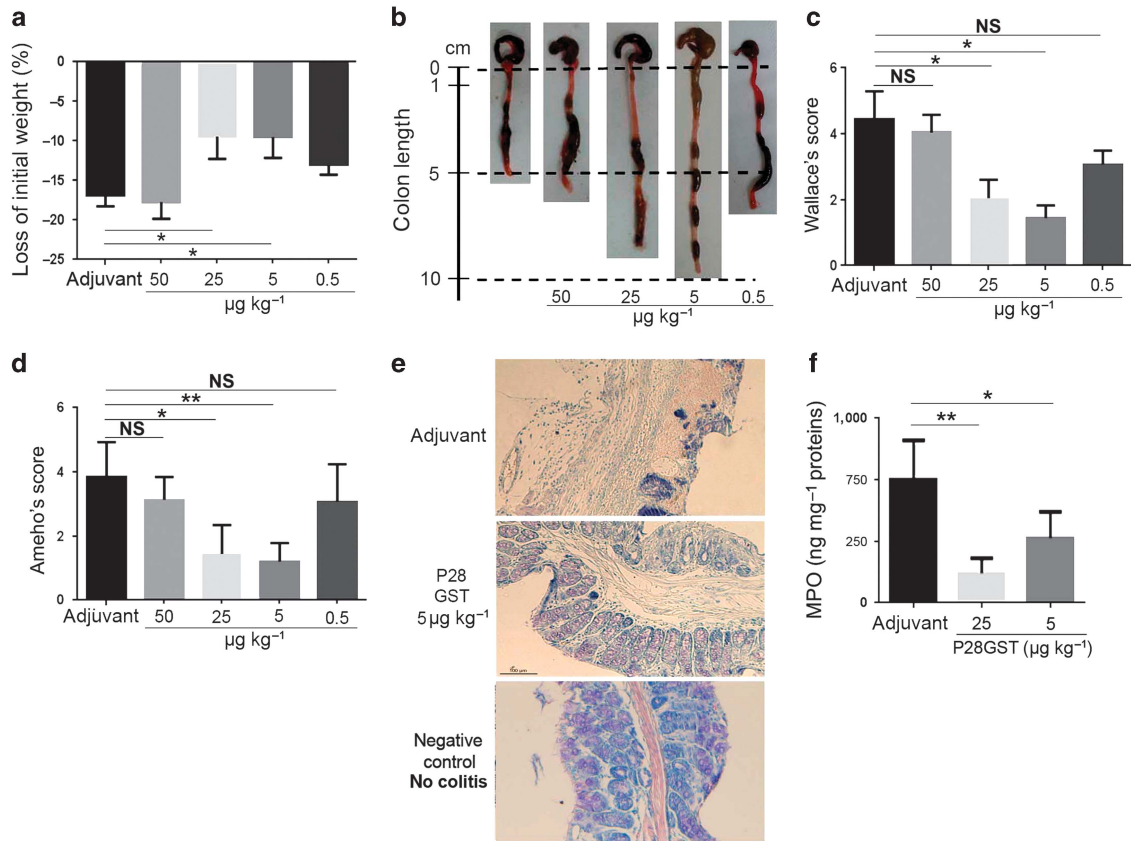 a
Loss of initial weight (%)
0
−5
−10
−15
−20
−25
*
*
Adjuvant 50 25 5 0.5
µg kg⁻¹
b
cm
0
1
5
10
Colon length
50 25 5 0.5
µg kg⁻¹
c
NS
*
*
NS
Wallace's score
6
4
2
0
Adjuvant 50 25 5 0.5
µg kg⁻¹
d
NS
**
*
NS
Ameho's score
6
4
2
0
Adjuvant 50 25 5 0.5
µg kg⁻¹
e
Adjuvant
P28
GST
5 µg kg⁻¹
100 µm
Negative
control
No colitis
f
*
**
MPO (ng mg⁻¹ proteins)
1,000
750
250
0
Adjuvant 25 5
P28GST (µg kg⁻¹)